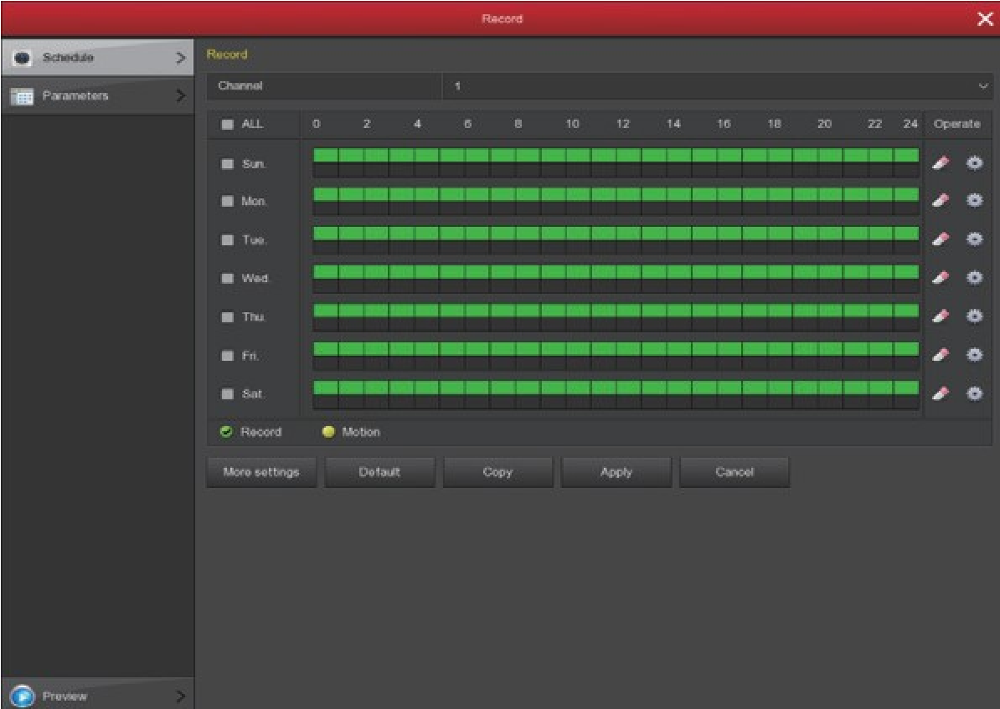 Record
Schedule
Parameters
Record
Channel 1
ALL 0 2 4 6 8 10 12 14 16 18 20 22 24 Operate
Sun.
Mon.
Tue.
Wed.
Thu.
Fri.
Sat.
Record Motion
More settings Default Copy Apply Cancel
Preview